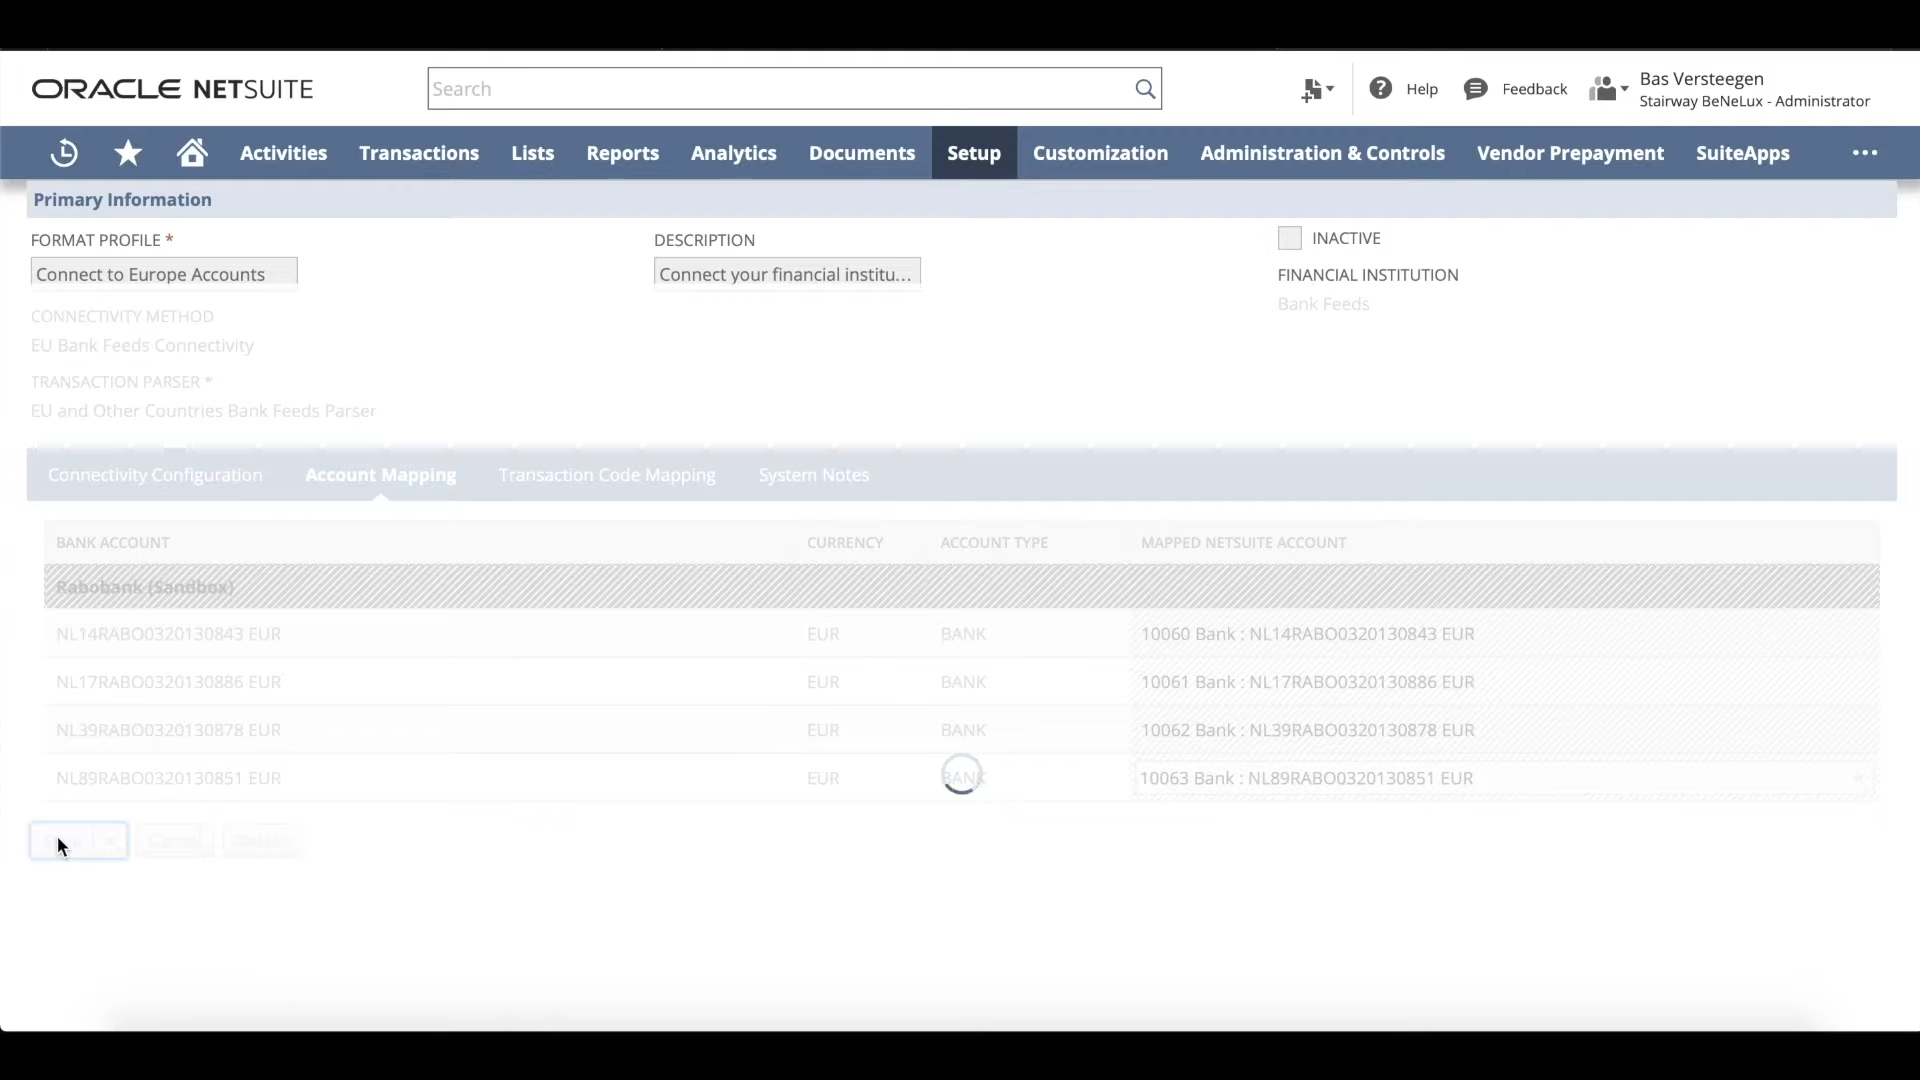 ORACLE NETSUITE
Search
Help
Feedback
Bas Versteegen
Stairway BeNeLux - Administrator
Activities
Transactions
Lists
Reports
Analytics
Documents
Setup
Customization
Administration & Controls
Vendor Prepayment
SuiteApps
Primary Information
FORMAT PROFILE *
Connect to Europe Accounts
CONNECTIVITY METHOD
EU Bank Feeds Connectivity
TRANSACTION PARSER *
EU and Other Countries Bank Feeds Parser
DESCRIPTION
Connect your financial institu...
INACTIVE
FINANCIAL INSTITUTION
Bank Feeds
Connectivity Configuration
Account Mapping
Transaction Code Mapping
System Notes
BANK ACCOUNT CURRENCY ACCOUNT TYPE MAPPED NETSUITE ACCOUNT
Rabobank (Sandbox)
NL14RABO0320130843 EUR EUR BANK 10060 Bank : NL14RABO0320130843 EUR
NL17RABO0320130886 EUR EUR BANK 10061 Bank : NL17RABO0320130886 EUR
NL39RABO0320130878 EUR EUR BANK 10062 Bank : NL39RABO0320130878 EUR
NL89RABO0320130851 EUR EUR BANK 10063 Bank : NL89RABO0320130851 EUR